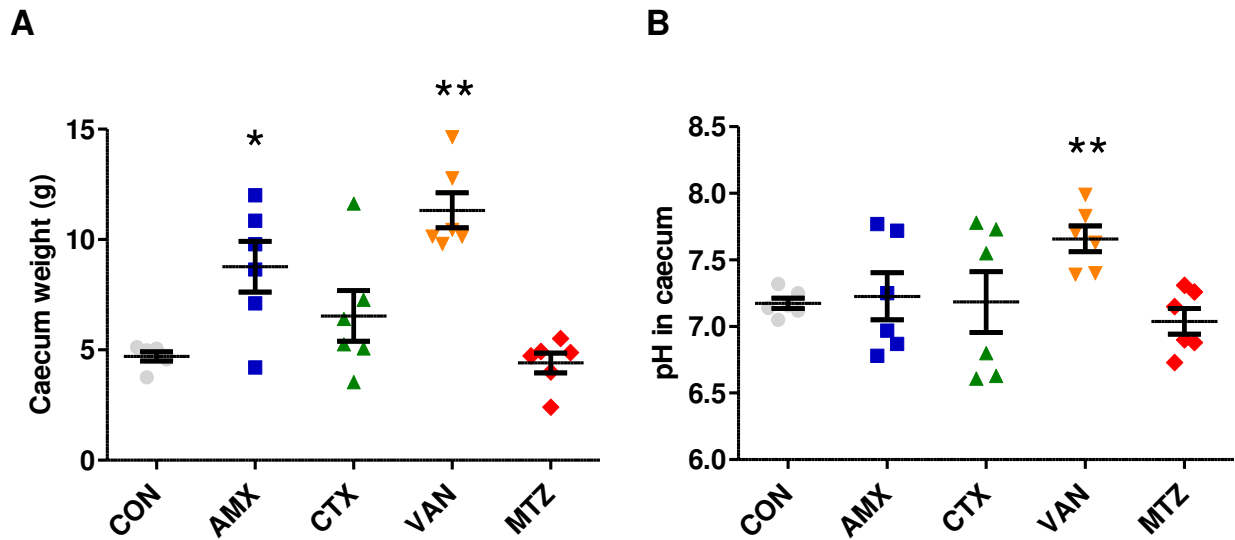 A
B
**
*
**
15
10
5
0
Caecum weight (g)
CON
AMX
CTX
VAN
MTZ
8.5
8.0
7.5
7.0
6.5
6.0
pH in caecum
CON
AMX
CTX
VAN
MTZ